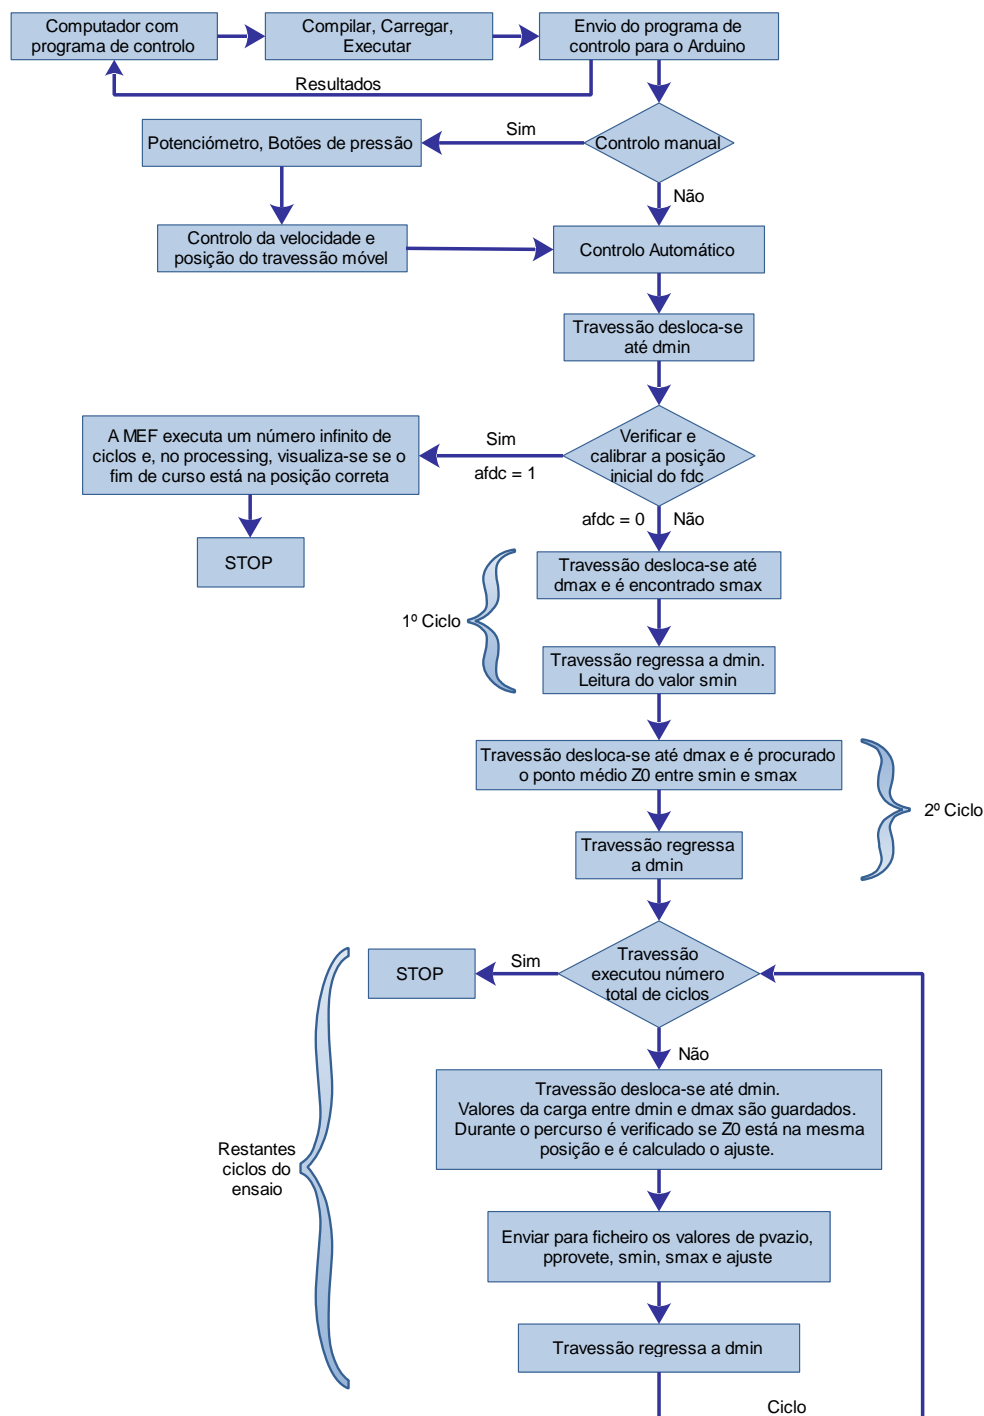 Computador com
programa de controlo
Compilar, Carregar,
Executar
Envio do programa de
controlo para o Arduino
Resultados
Sim
Potenciómetro, Botões de pressão
Controlo manual
Não
Controlo da velocidade e
posição do travessão móvel
Controlo Automático
Travessão desloca-se
até dmin
A MEF executa um número infinito de
ciclos e, no processing, visualiza-se se o
fim de curso está na posição correta
Sim
afdc = 1
Verificar e
calibrar a posição
inicial do fdc
afdc = 0
Não
STOP
Travessão desloca-se até
dmax e é encontrado smax
1º Ciclo
Travessão regressa a dmin.
Leitura do valor smin
Travessão desloca-se até dmax e é procurado
o ponto médio Z0 entre smin e smax
2º Ciclo
Travessão regressa
a dmin
STOP
Sim
Travessão
executou número
total de ciclos
Não
Travessão desloca-se até dmin.
Valores da carga entre dmin e dmax são guardados.
Durante o percurso é verificado se Z0 está na mesma
posição e é calculado o ajuste.
Restantes
ciclos do
ensaio
Enviar para ficheiro os valores de pvazio,
pprovete, smin, smax e ajuste
Travessão regressa a dmin
Ciclo